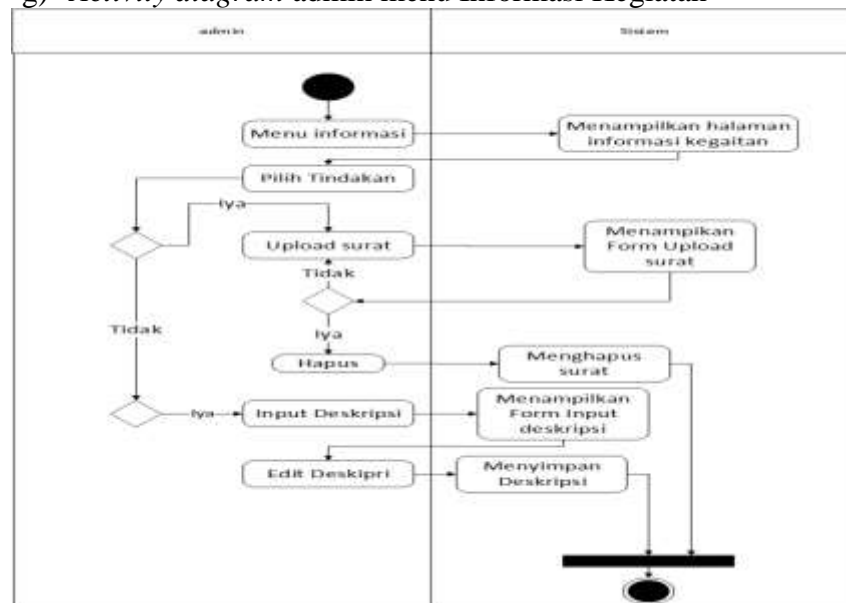 g) Activity diagram admin menu Informasi Kegiatan
admin
Sistem
Menu informasi
Menampilkan halaman
informasi kegaitan
Pilih Tindakan
Iya
Upload surat
Menampikan
Form Upload
surat
Tidak
Tidak
Iya
Hapus
Menghapus
surat
Iya
Input Deskripsi
Menampilkan
Form Input
deskripsi
Edit Deskipri
Menyimpan
Deskripsi